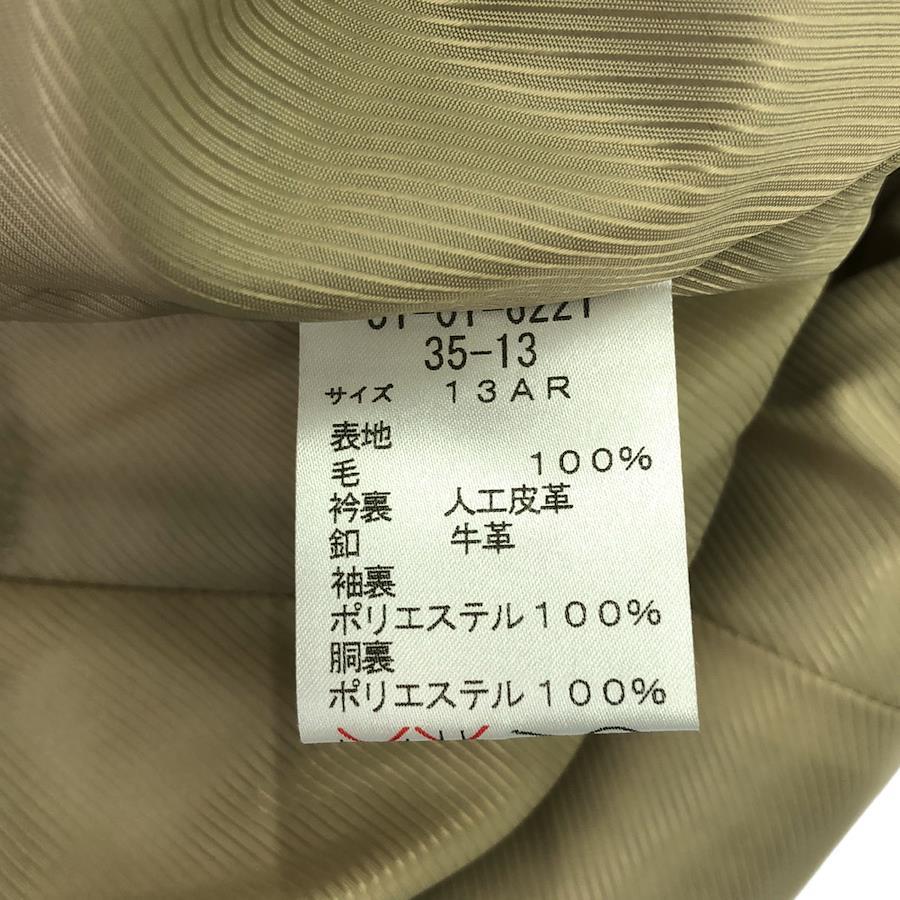 35-13
サイズ 13AR
表地
毛 100%
衿裏 人工皮革
釦 牛革
袖裏
ポリエステル100%
胴裏
ポリエステル100%